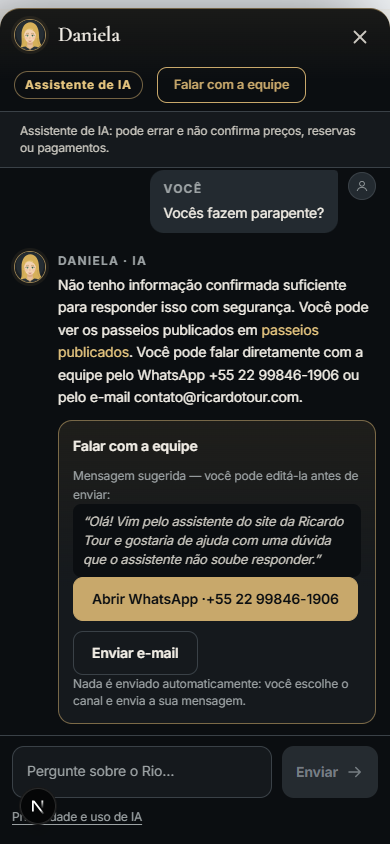 Daniela
Assistente de IA
Falar com a equipe
Assistente de IA: pode errar e não confirma preços, reservas
ou pagamentos.
VOCÊ
Vocês fazem parapente?
DANIELA · IA
Não tenho informação confirmada suficiente
para responder isso com segurança. Você pode
ver os passeios publicados em passeios
publicados. Você pode falar diretamente com a
equipe pelo WhatsApp +55 22 99846-1906 ou
pelo e-mail contato@ricardotour.com.
Falar com a equipe
Mensagem sugerida — você pode editá-la antes de
enviar:
“Olá! Vim pelo assistente do site da Ricardo
Tour e gostaria de ajuda com uma dúvida
que o assistente não soube responder.”
Abrir WhatsApp ·+55 22 99846-1906
Enviar e-mail
Nada é enviado automaticamente: você escolhe o
canal e envia a sua mensagem.
Pergunte sobre o Rio...
Enviar →
N
e uso de IA